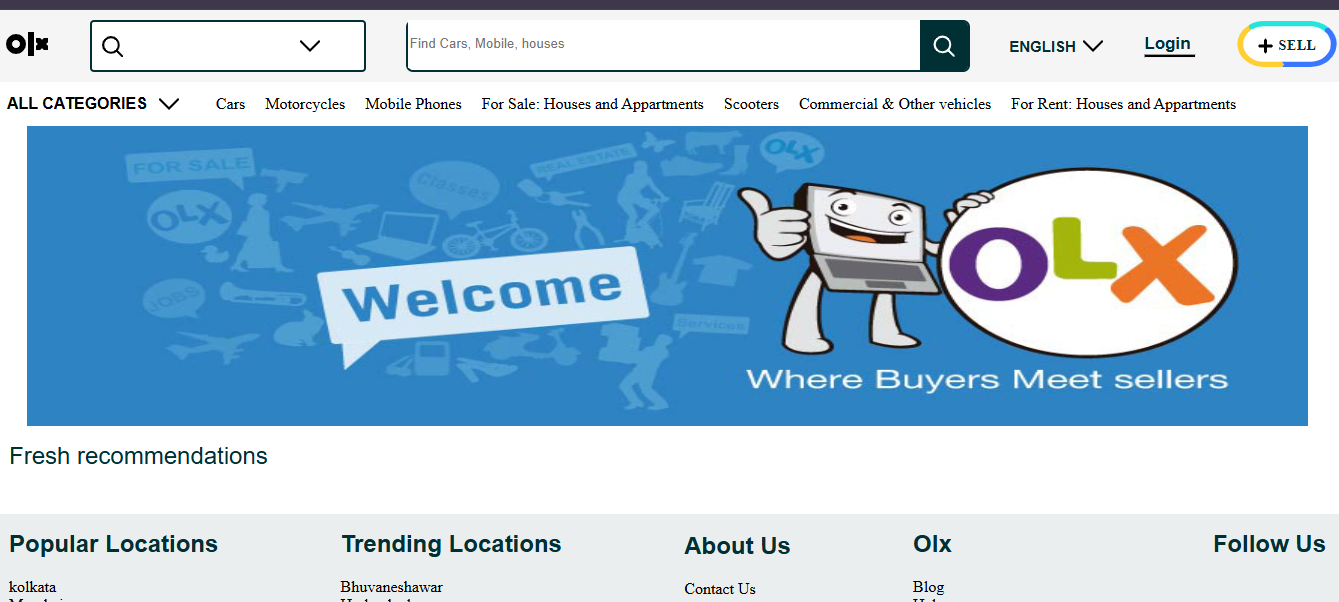 olx
Find Cars, Mobile, houses
ENGLISH
Login
+ SELL
ALL CATEGORIES
Cars
Motorcycles
Mobile Phones
For Sale: Houses and Appartments
Scooters
Commercial & Other vehicles
For Rent: Houses and Appartments
FOR SALE
OLX
Classes
REAL ESTATE
OLX
JOBS
Services
Welcome
OLX
Where Buyers Meet sellers
Fresh recommendations
Popular Locations
kolkata
Trending Locations
Bhuvaneshawar
About Us
Contact Us
Olx
Blog
Follow Us